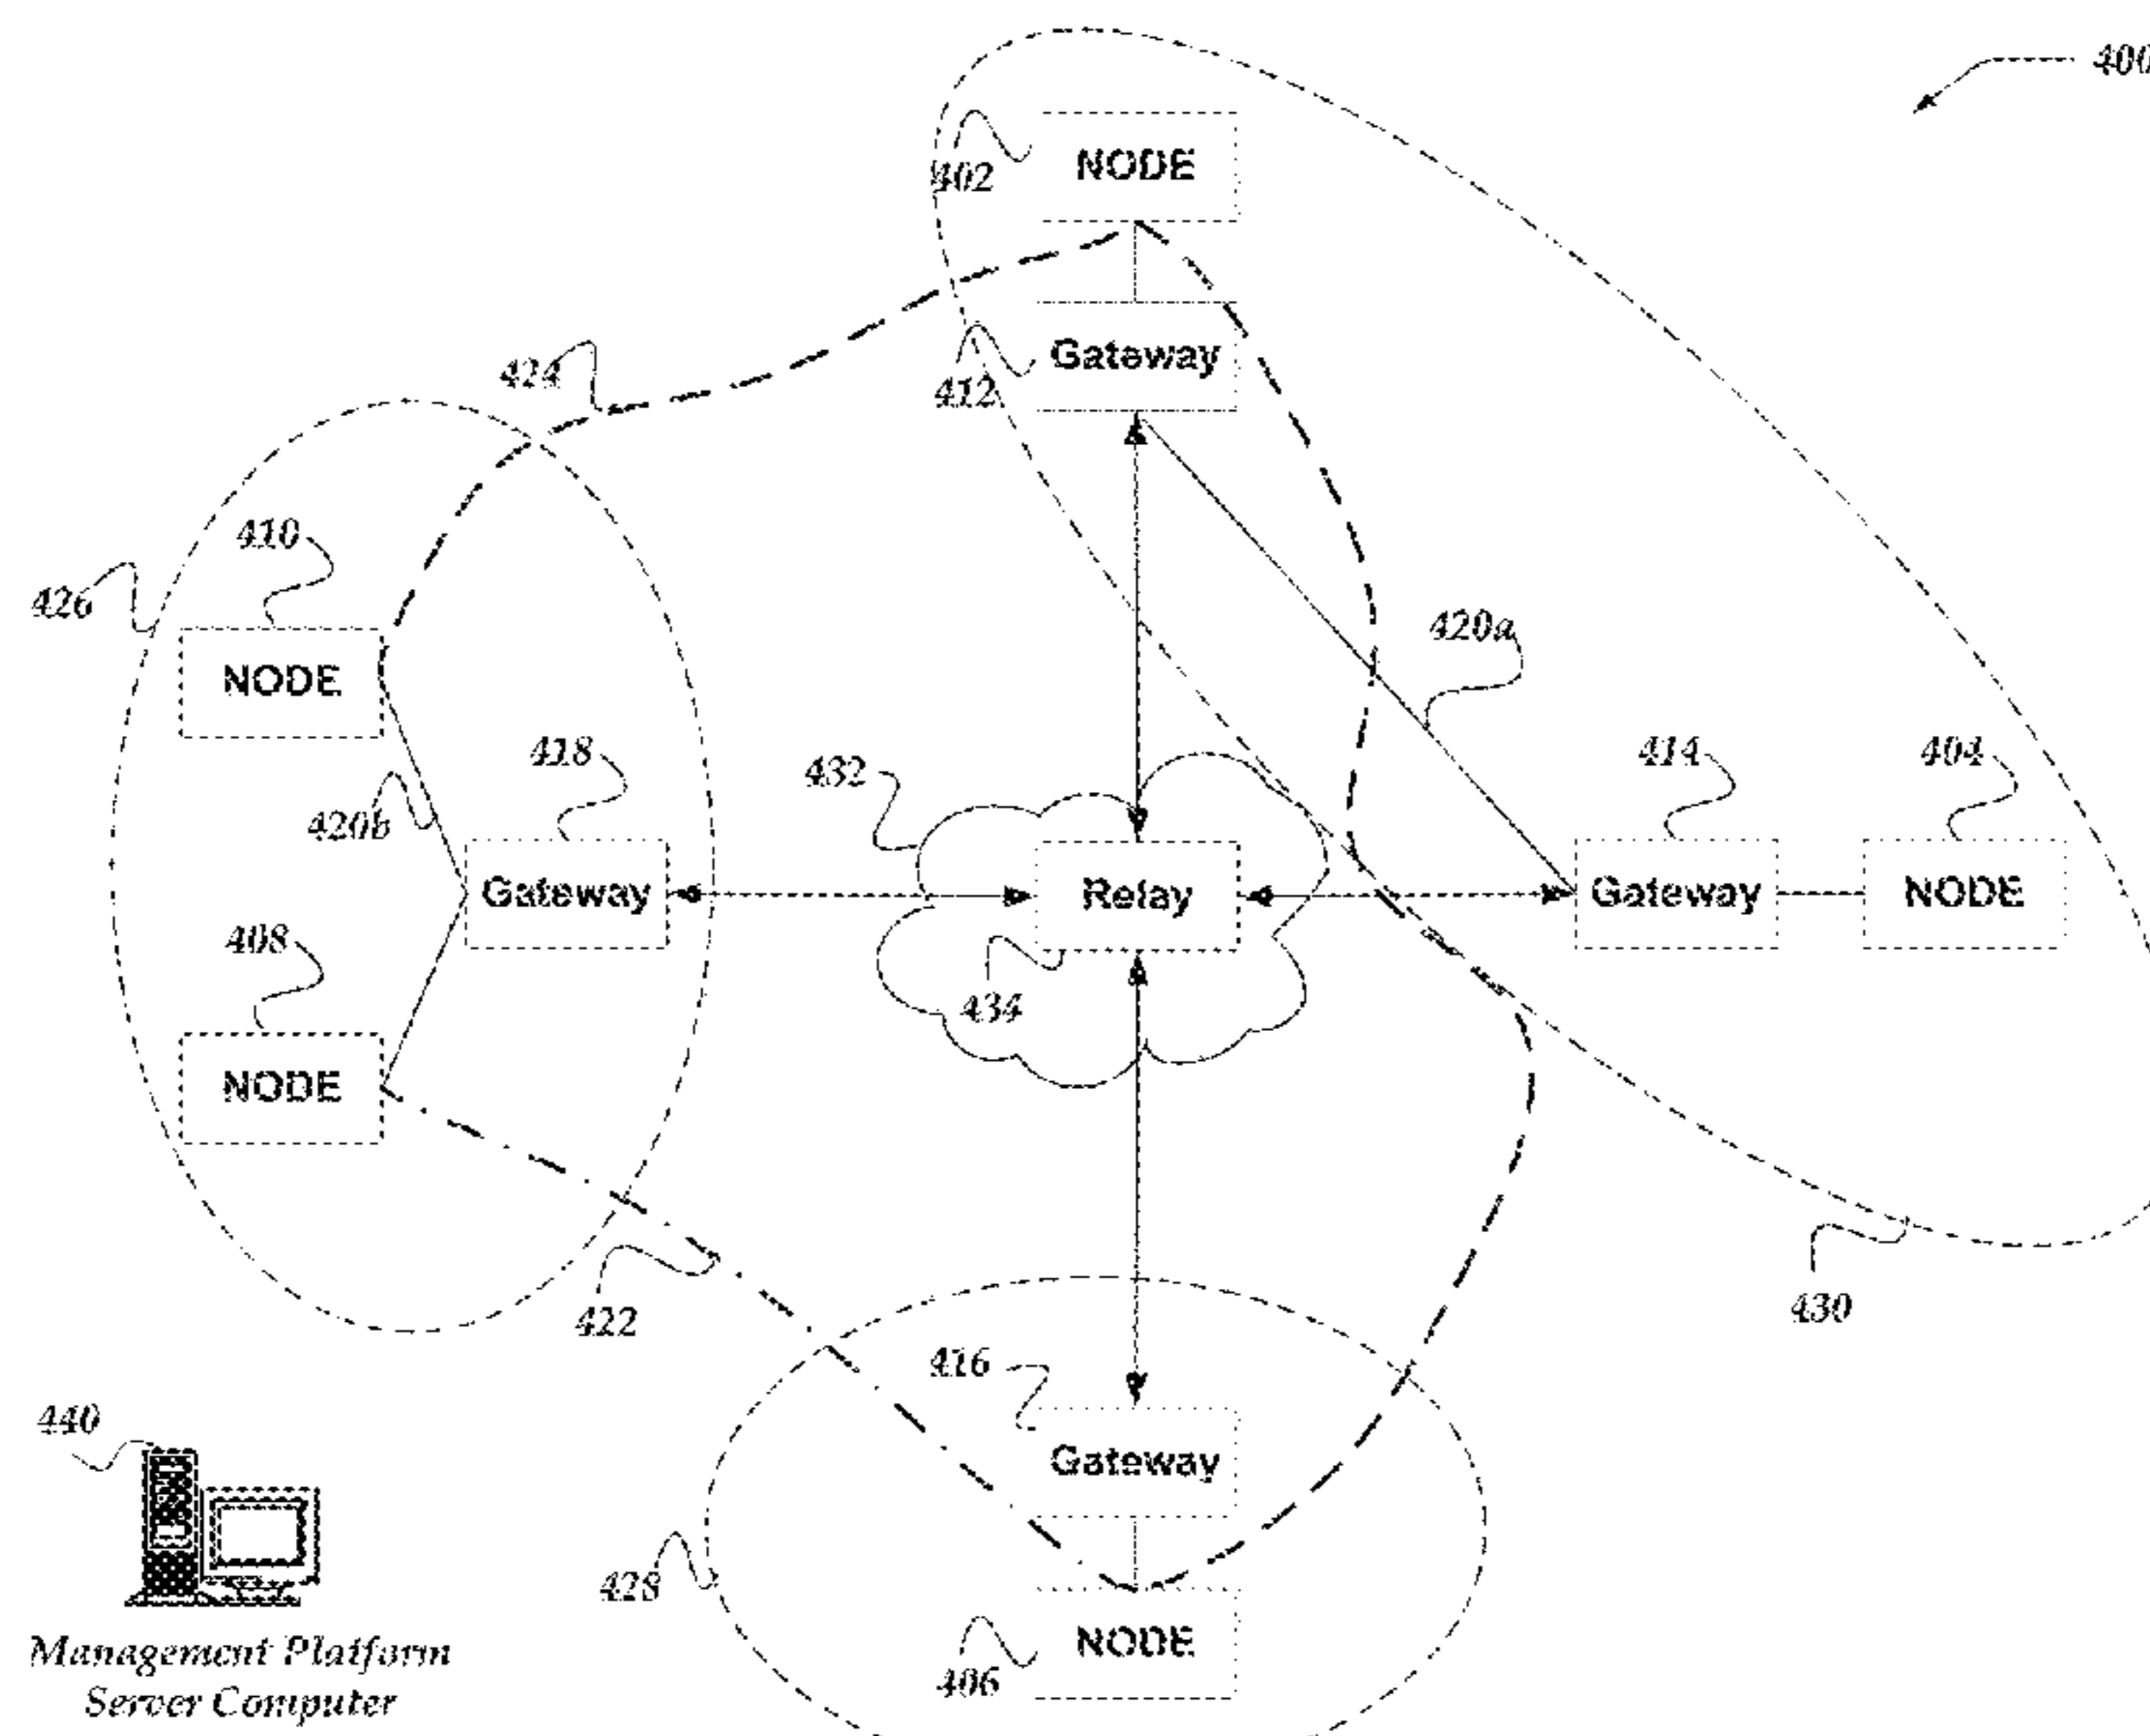 400
402
NODE
412
Gateway
424
426
410
NODE
420a
418
420b
Gateway
432
Relay
434
414
Gateway
404
NODE
408
NODE
422
430
416
Gateway
440
428
406
NODE
Management Platform
Server Computer